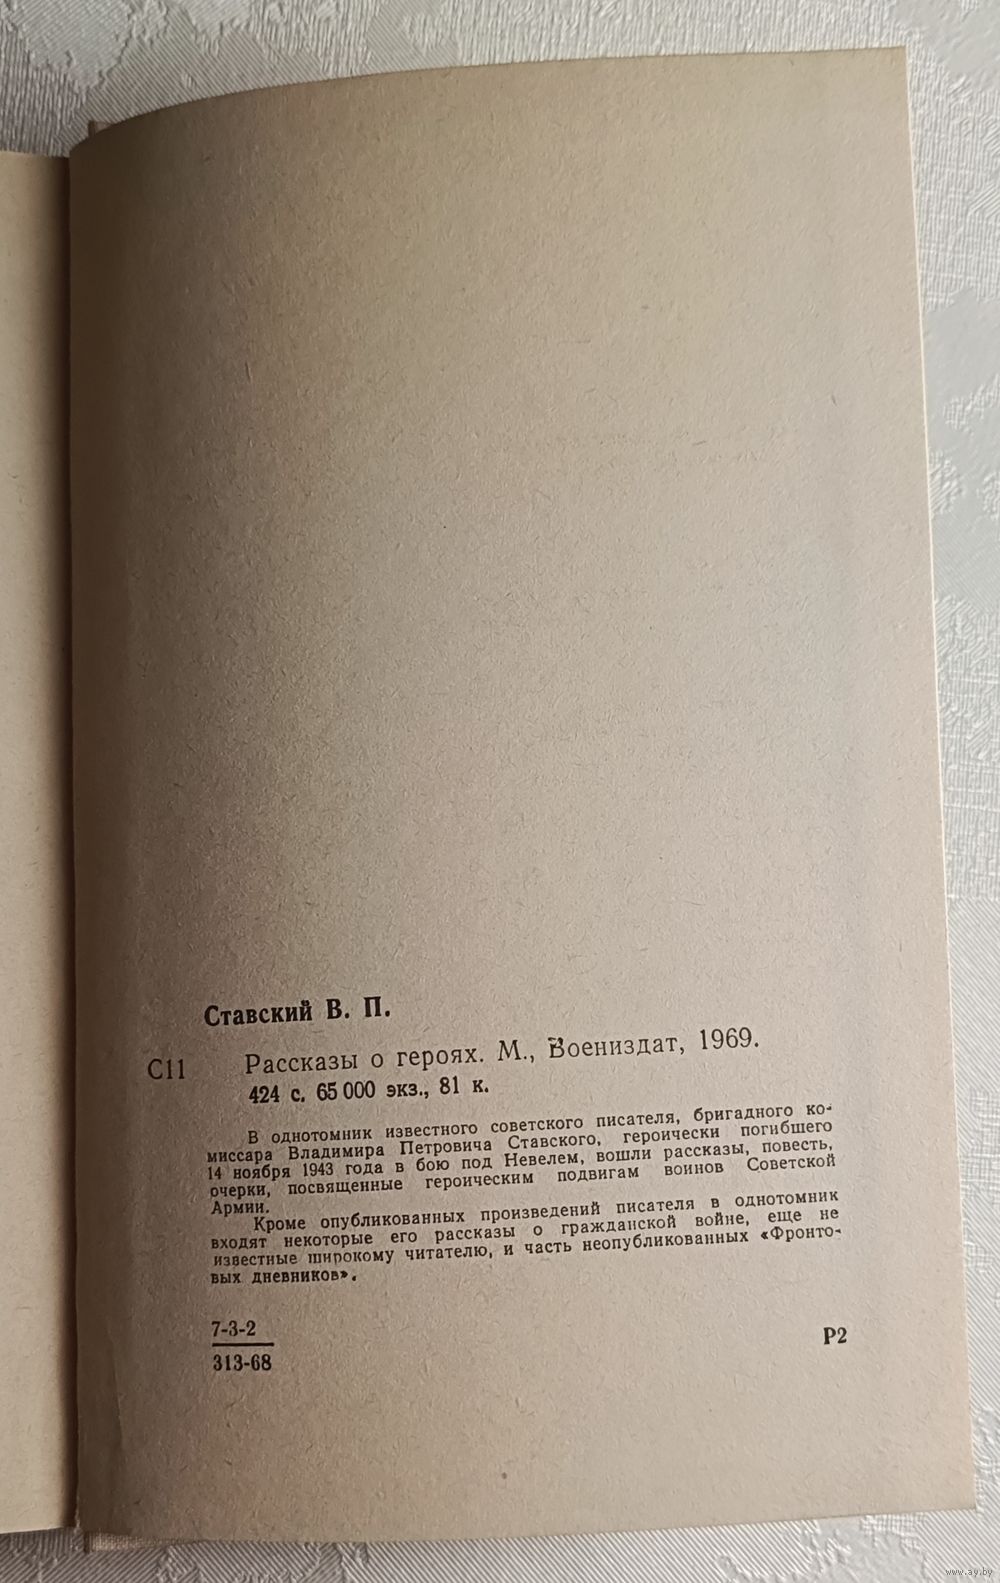 Ставский В. П.
С11 Рассказы о героях. М., Воениздат, 1969.
424 с. 65 000 экз., 81 к.
В однотомник известного советского писателя, бригадного ко-
миссара Владимира Петровича Ставского, героически погибшего
14 ноября 1943 года в бою под Невелем, вошли рассказы, повесть,
очерки, посвященные героическим подвигам воинов Советской
Армии.
Кроме опубликованных произведений писателя в однотомник
входят некоторые его рассказы о гражданской войне, еще не
известные широкому читателю, и часть неопубликованных «Фронто-
вых дневников».
7-3-2
313-68
Р2
www.ay.by